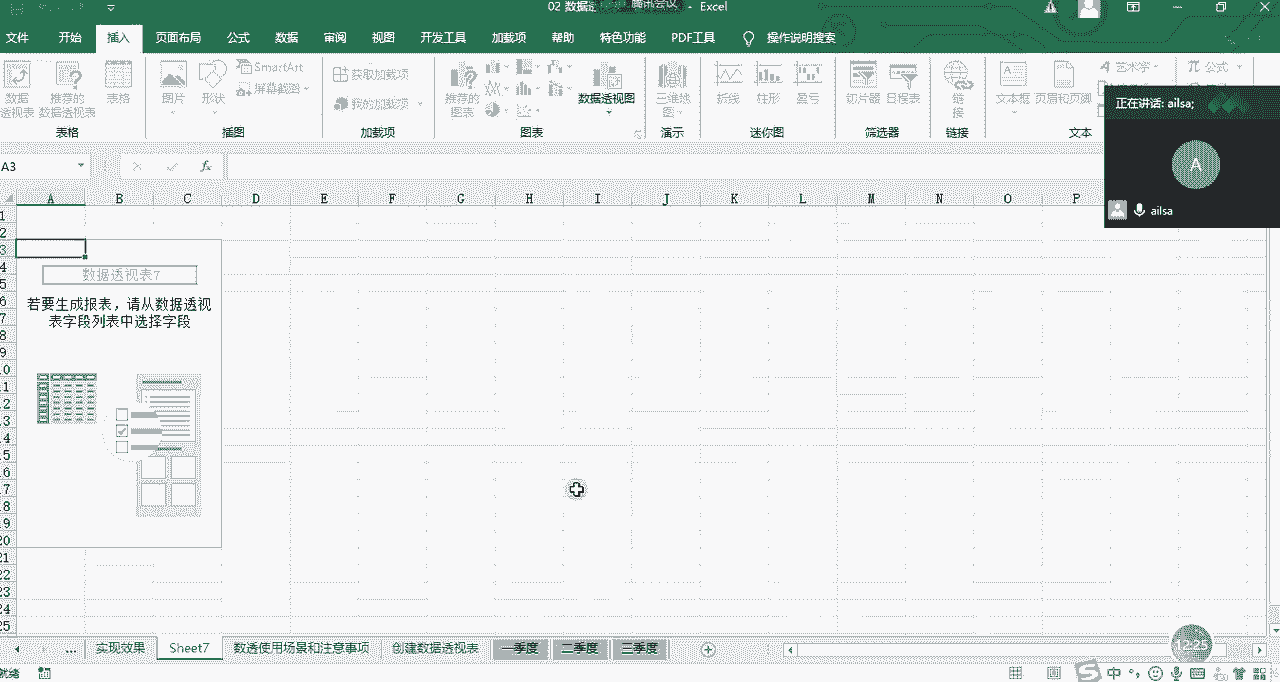 02 数据 腾讯会议 - Excel
文件 开始 插入 页面布局 公式 数据 审阅 视图 开发工具 加载项 帮助 特色功能 PDF工具 操作说明搜索
数据透视表 推荐的数据透视表 表格 图片 形状 SmartArt 屏幕截图 获取加载项 我的加载项 推荐的图表 数据透视图 三维地图 折线 柱形 盈亏 切片器 日程表 链接 文本框 页眉和页脚 艺术字 公式
表格 插图 加载项 图表 演示 迷你图 筛选器 链接 文本
正在讲话: ailsa;
A
ailsa
A3 fx
A B C D E F G H I J K L M N O P
1
2
3
4
5
6
7
8
9
10
11
12
13
14
15
16
17
18
19
20
21
22
23
24
25
数据透视表7
若要生成报表，请从数据透视
表字段列表中选择字段
... 实现效果 Sheet7 数透使用场景和注意事项 创建数据透视表 一季度 二季度 三季度
12:25
就绪
S 中